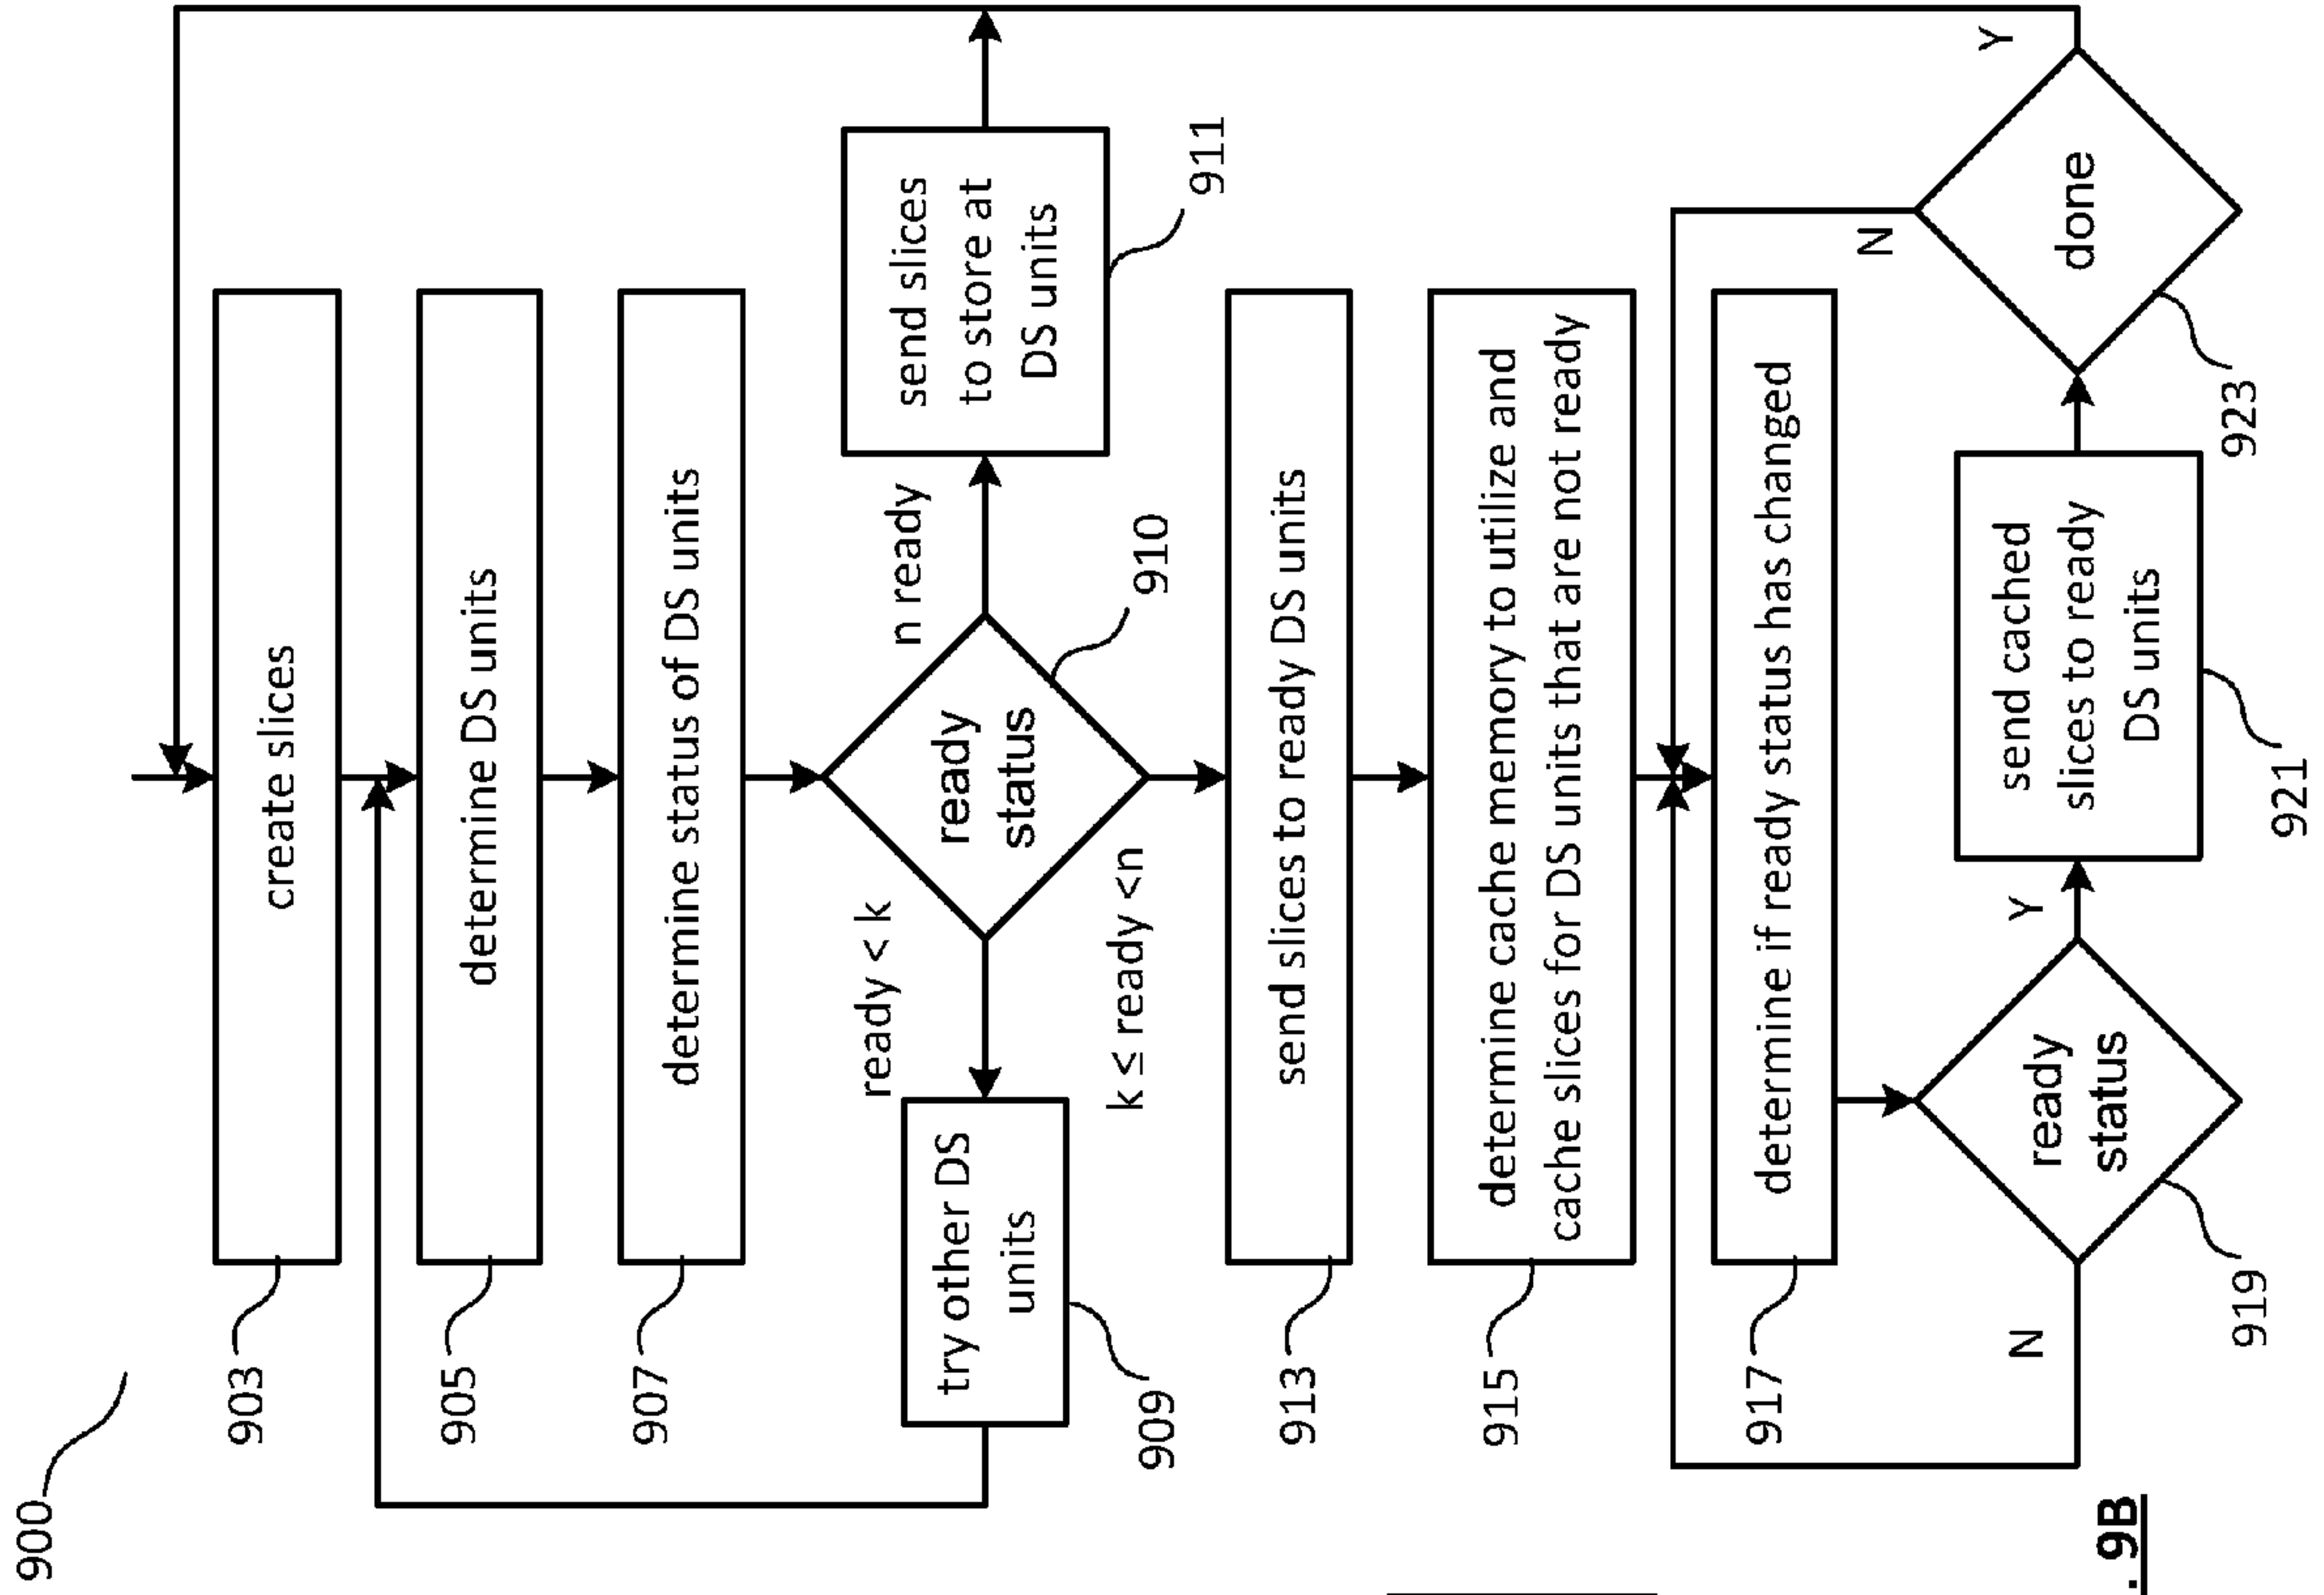 900
903
create slices
905
determine DS units
907
determine status of DS units
ready < k
ready
status
n ready
910
try other DS
units
909
send slices
to store at
DS units
911
k ≤ ready <n
913
send slices to ready DS units
915
determine cache memory to utilize and
cache slices for DS units that are not ready
917
determine if ready status has changed
N
ready
status
919
Y
send cached
slices to ready
DS units
921
done
923
N
Y
. 9B